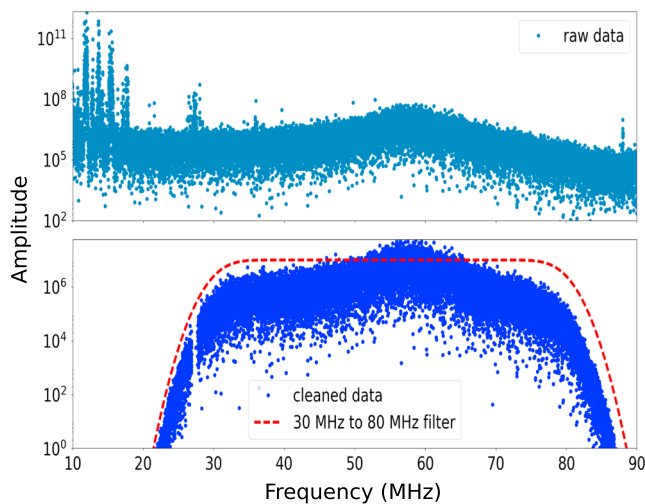 10¹¹
10⁸
10⁵
10²
raw data
Amplitude
10⁶
10⁴
10²
10⁰
cleaned data
30 MHz to 80 MHz filter
10 20 30 40 50 60 70 80 90
Frequency (MHz)